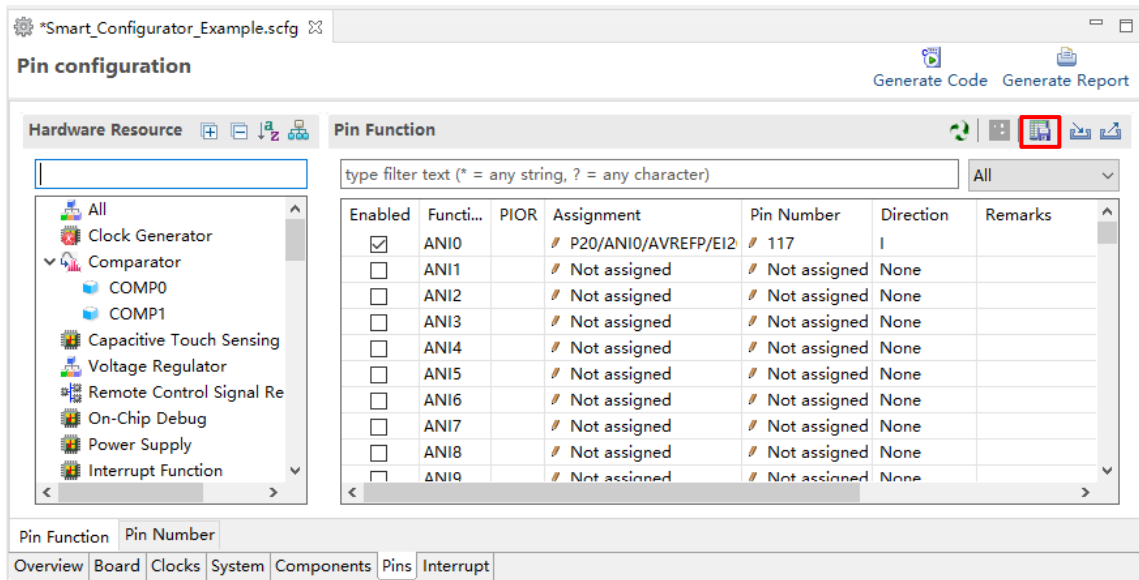 *Smart_Configurator_Example.scfg
Pin configuration
Generate Code Generate Report
Hardware Resource
Pin Function
type filter text (* = any string, ? = any character)
All
All
Clock Generator
Comparator
COMP0
COMP1
Capacitive Touch Sensing
Voltage Regulator
Remote Control Signal Re
On-Chip Debug
Power Supply
Interrupt Function
Enabled Functi... PIOR Assignment Pin Number Direction Remarks
ANI0 P20/ANI0/AVREFP/EI2 117 I
ANI1 Not assigned Not assigned None
ANI2 Not assigned Not assigned None
ANI3 Not assigned Not assigned None
ANI4 Not assigned Not assigned None
ANI5 Not assigned Not assigned None
ANI6 Not assigned Not assigned None
ANI7 Not assigned Not assigned None
ANI8 Not assigned Not assigned None
ANI9 Not assigned Not assigned None
Pin Function Pin Number
Overview Board Clocks System Components Pins Interrupt